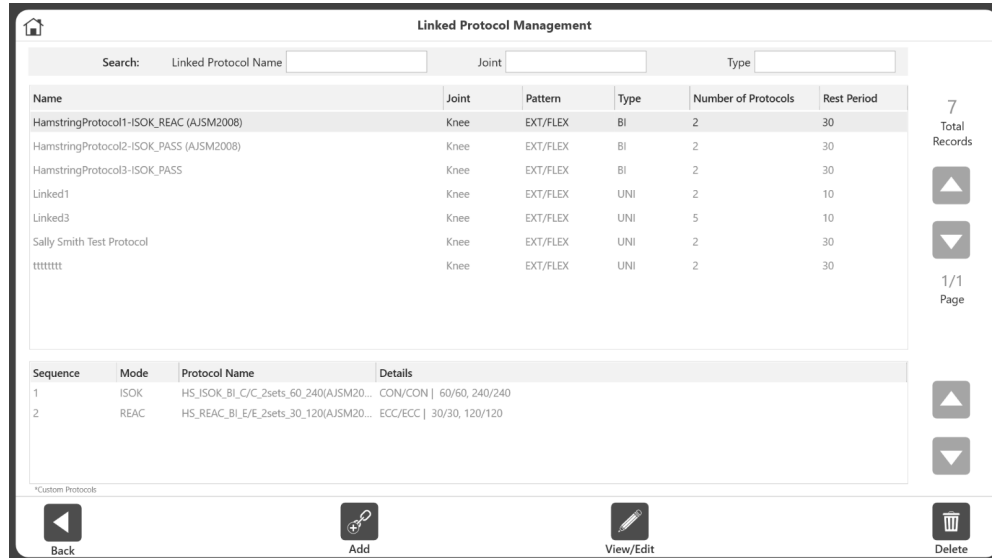 Linked Protocol Management
Search: Linked Protocol Name Joint Type
Name Joint Pattern Type Number of Protocols Rest Period
HamstringProtocol1-ISOK_REAC (AJSM2008) Knee EXT/FLEX BI 2 30
HamstringProtocol2-ISOK_PASS (AJSM2008) Knee EXT/FLEX BI 2 30
HamstringProtocol3-ISOK_PASS Knee EXT/FLEX BI 2 30
Linked1 Knee EXT/FLEX UNI 2 10
Linked3 Knee EXT/FLEX UNI 5 10
Sally Smith Test Protocol Knee EXT/FLEX UNI 2 30
tttttttt Knee EXT/FLEX UNI 2 30
7
Total
Records
1/1
Page
Sequence Mode Protocol Name Details
1 ISOK HS_ISOK_BI_C/C_2sets_60_240(AJSM20... CON/CON | 60/60, 240/240
2 REAC HS_REAC_BI_E/E_2sets_30_120(AJSM20... ECC/ECC | 30/30, 120/120
*Custom Protocols
Back Add View/Edit Delete